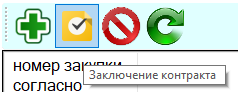 номер закупки
Заключение контракта
согласно